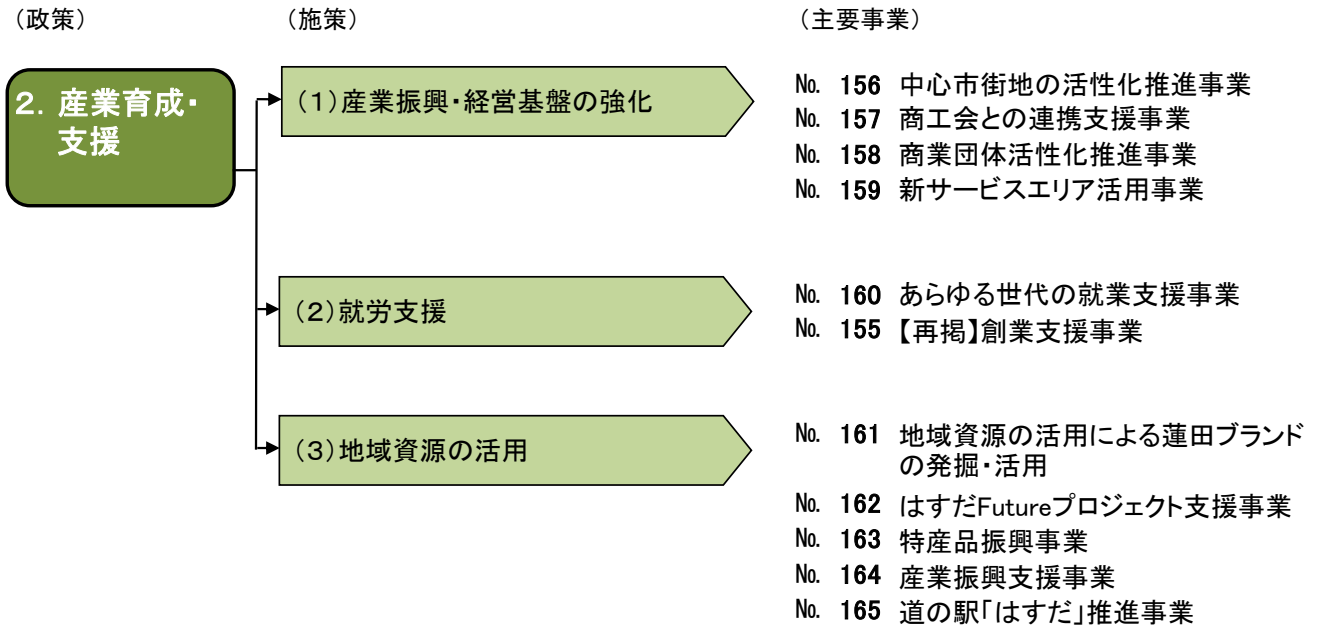 （政策）
（施策）
（主要事業）
2．産業育成・
支援
（１）産業振興・経営基盤の強化
№ 156 中心市街地の活性化推進事業
№ 157 商工会との連携支援事業
№ 158 商業団体活性化推進事業
№ 159 新サービスエリア活用事業
（２）就労支援
№ 160 あらゆる世代の就業支援事業
№ 155 【再掲】創業支援事業
（３）地域資源の活用
№ 161 地域資源の活用による蓮田ブランド
の発掘・活用
№ 162 はすだFutureプロジェクト支援事業
№ 163 特産品振興事業
№ 164 産業振興支援事業
№ 165 道の駅「はすだ」推進事業